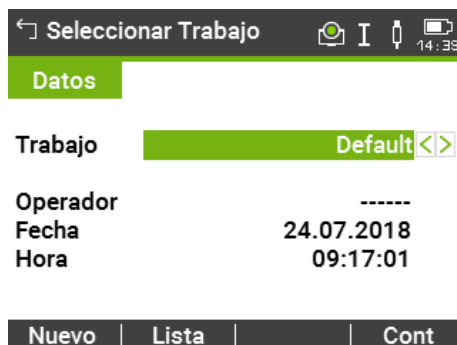 Seleccionar Trabajo I 14:39
Datos
Trabajo Default
Operador ------
Fecha 24.07.2018
Hora 09:17:01
Nuevo | Lista | | Cont